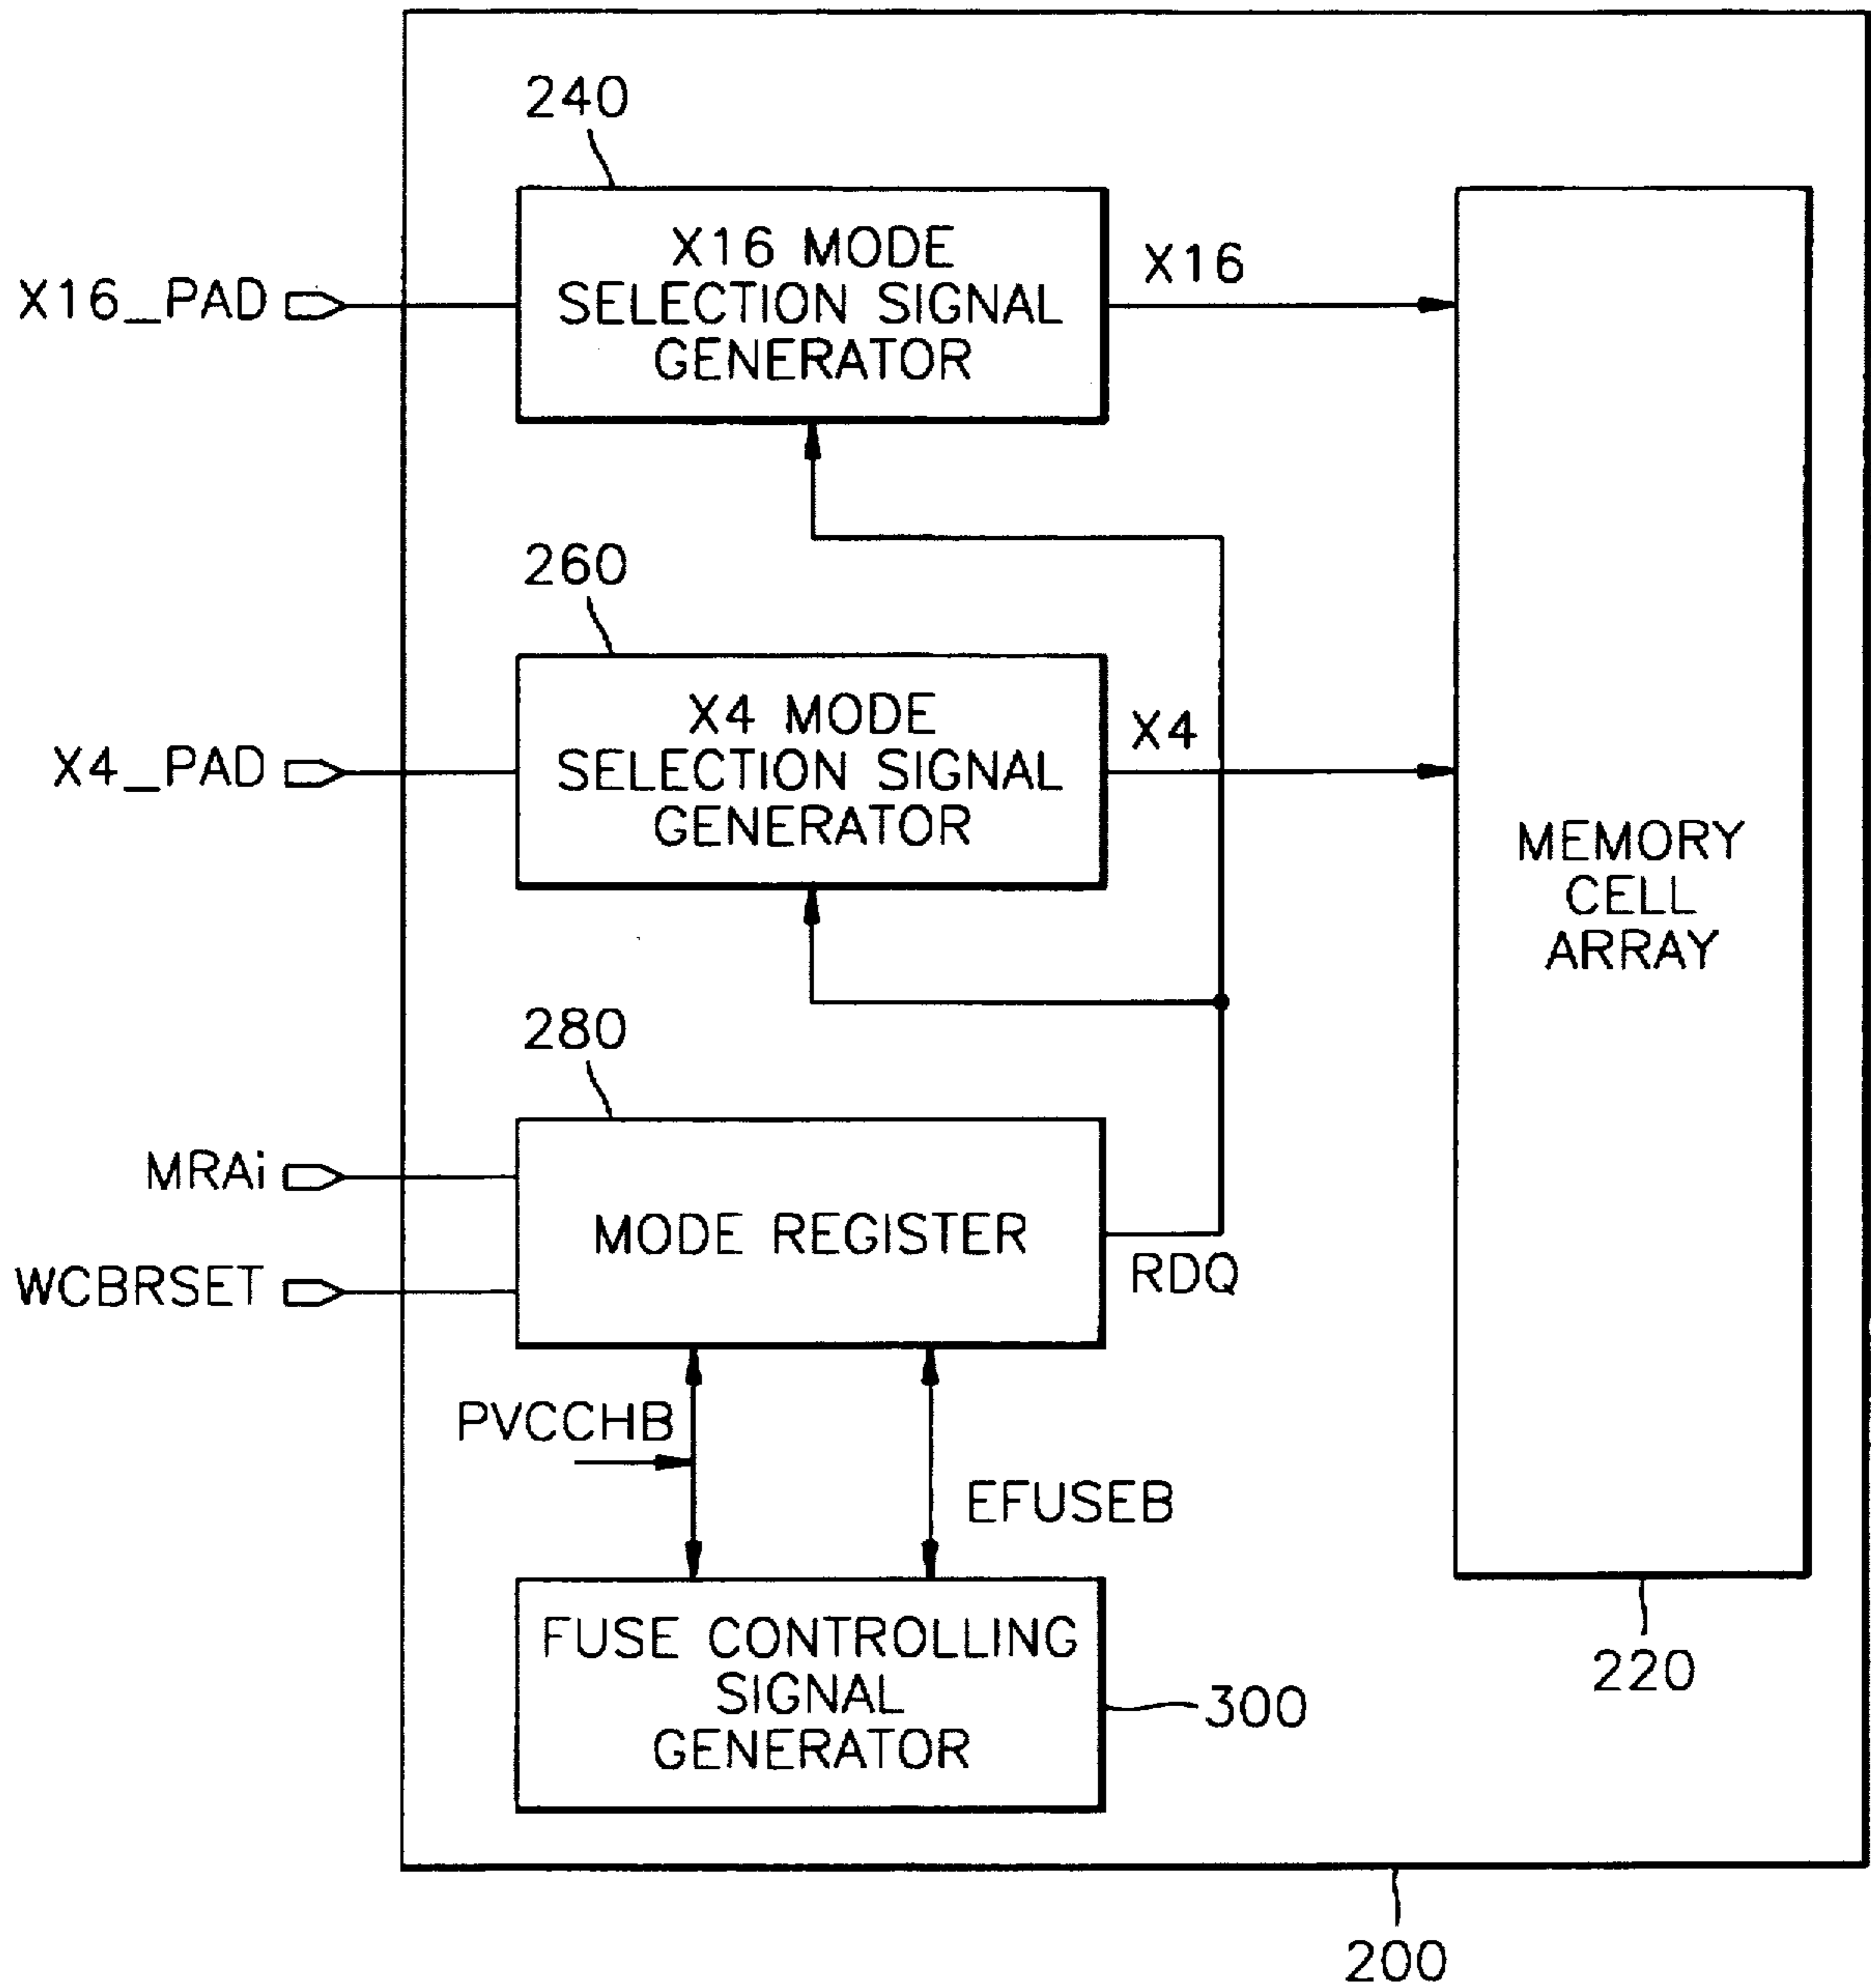 240
X16 MODE
SELECTION SIGNAL
GENERATOR
X16_PAD
X16
260
X4 MODE
SELECTION SIGNAL
GENERATOR
X4_PAD
X4
MEMORY
CELL
ARRAY
280
MRAi
WCBRSET
MODE REGISTER
RDQ
PVCCHB
EFUSEB
FUSE CONTROLLING
SIGNAL
GENERATOR
300
220
200